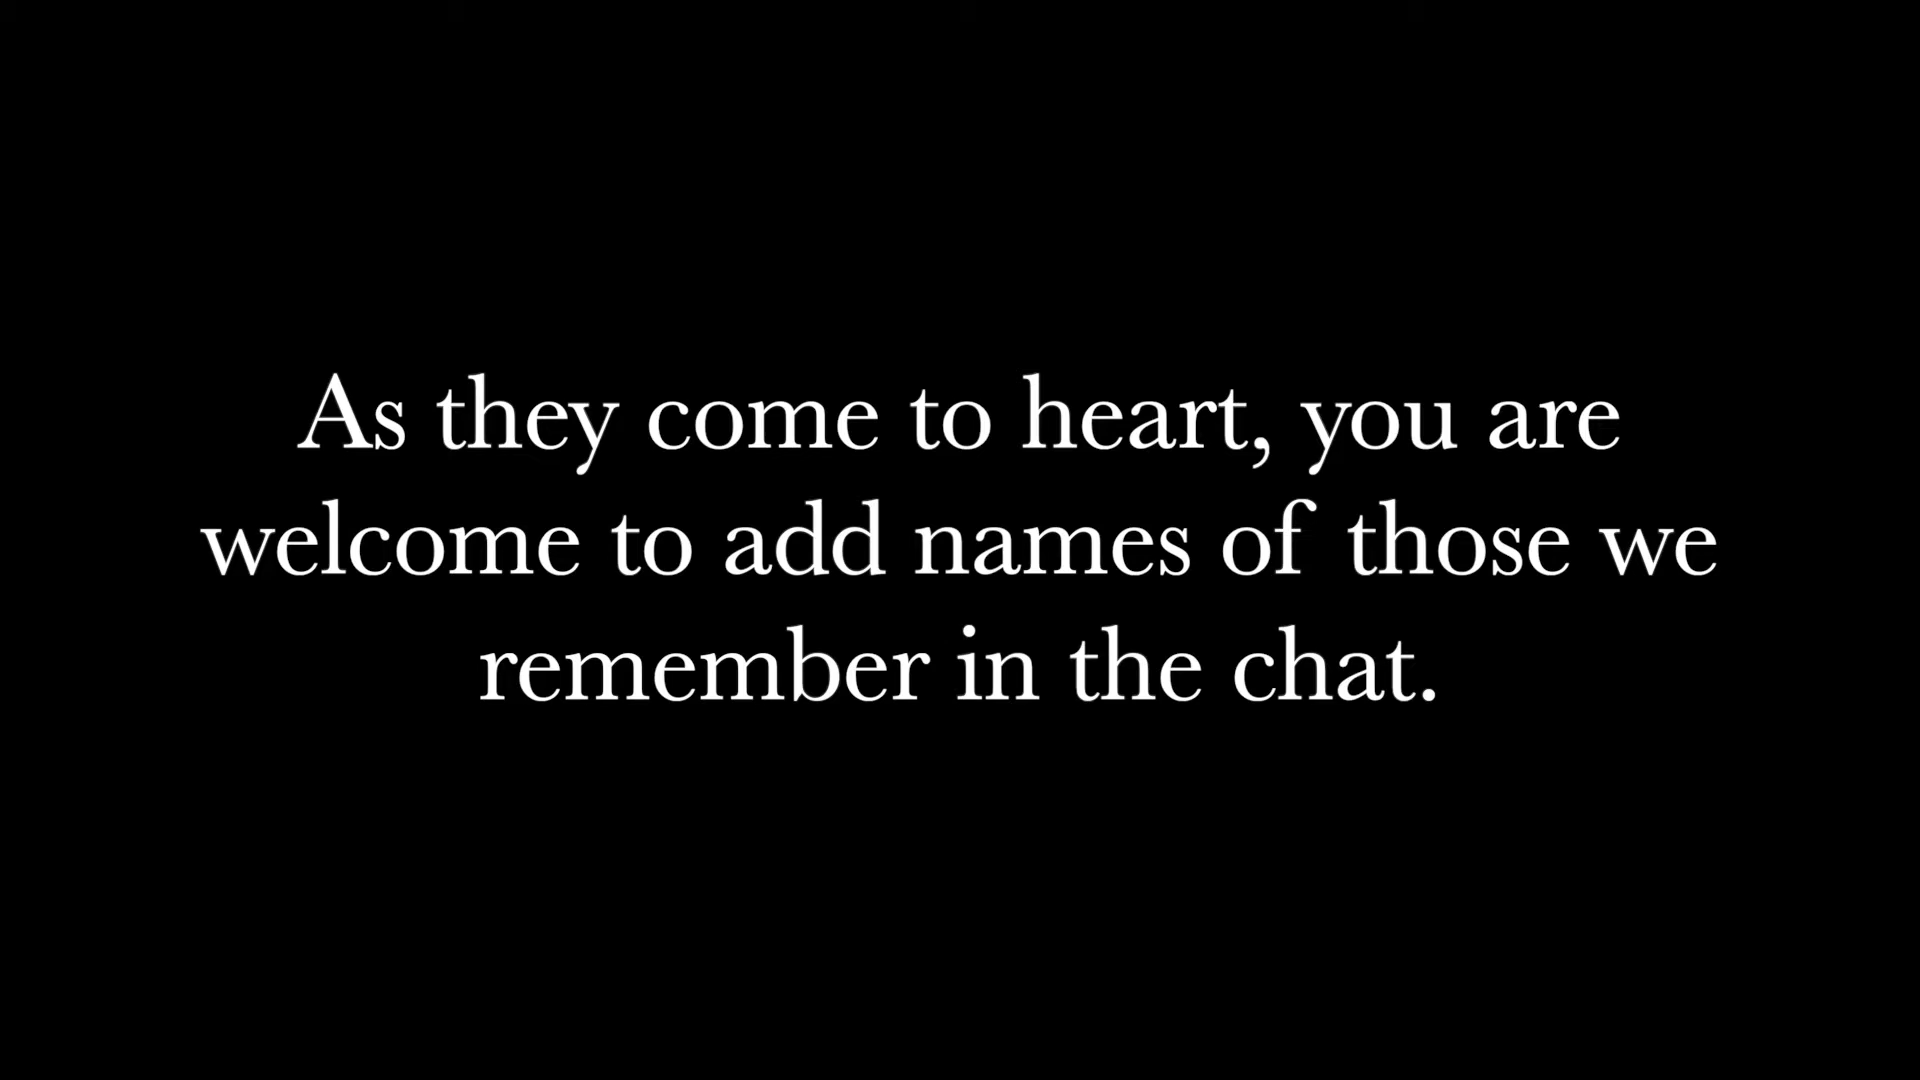 As they come to heart, you are
welcome to add names of those we
remember in the chat.